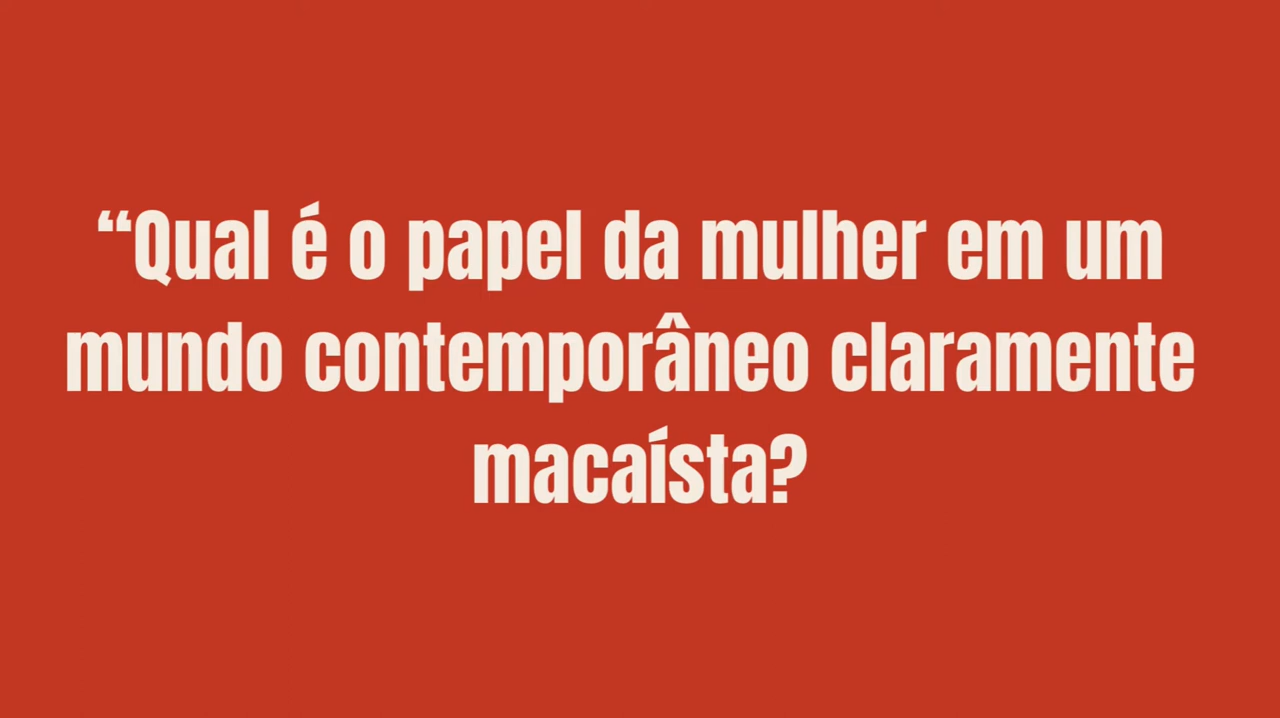 “Qual é o papel da mulher em um
mundo contemporâneo claramente
macaísta?